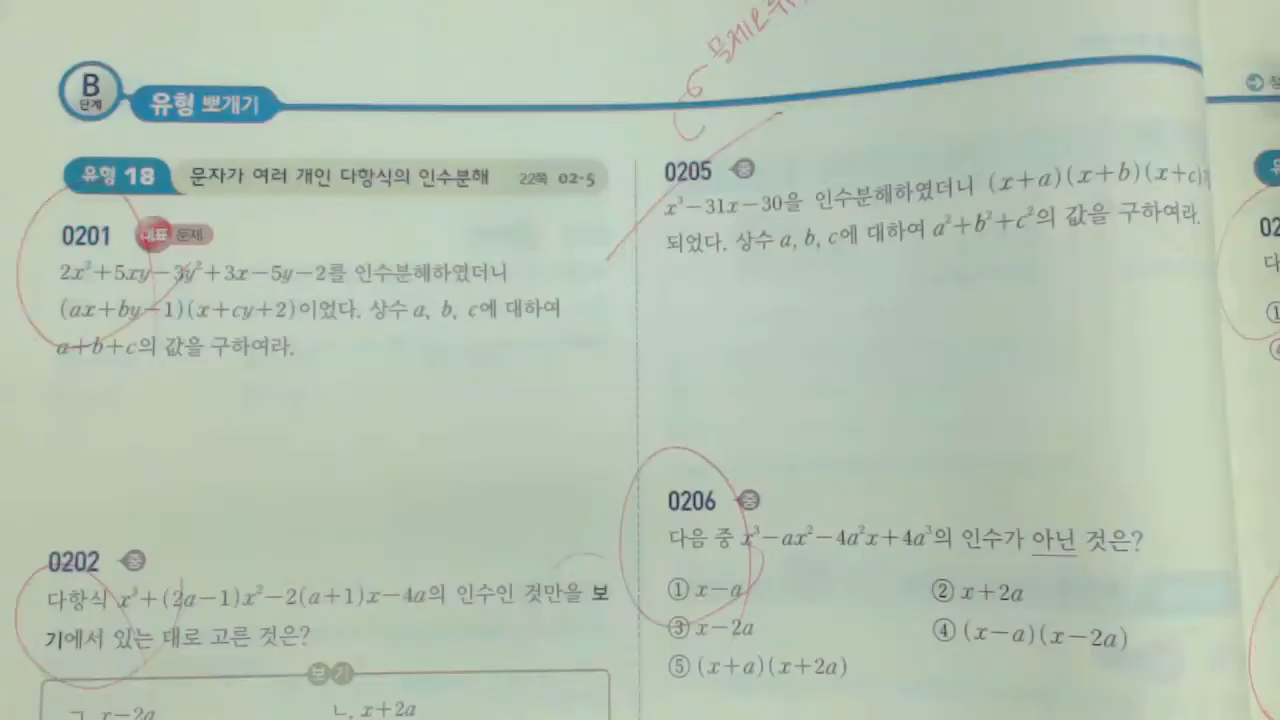 B
단계
유형 뽀개기
유형 18 문자가 여러 개인 다항식의 인수분해 22쪽 02-5
0201 대표 문제
2x²+5xy-3y²+3x-5y-2를 인수분해하였더니
(ax+by-1)(x+cy+2)이었다. 상수 a, b, c에 대하여
a+b+c의 값을 구하여라.
0202 중
다항식 x³+(2a-1)x²-2(a+1)x-4a의 인수인 것만을 보
기에서 있는 대로 고른 것은?
보기
ㄱ. x-2a ㄴ. x+2a
0205 중
x³-31x-30을 인수분해하였더니 (x+a)(x+b)(x+c)
되었다. 상수 a, b, c에 대하여 a²+b²+c²의 값을 구하여라.
0206 중
다음 중 x³-ax²-4a²x+4a³의 인수가 아닌 것은?
① x-a ② x+2a
③ x-2a ④ (x-a)(x-2a)
⑤ (x+a)(x+2a)
02
다
①